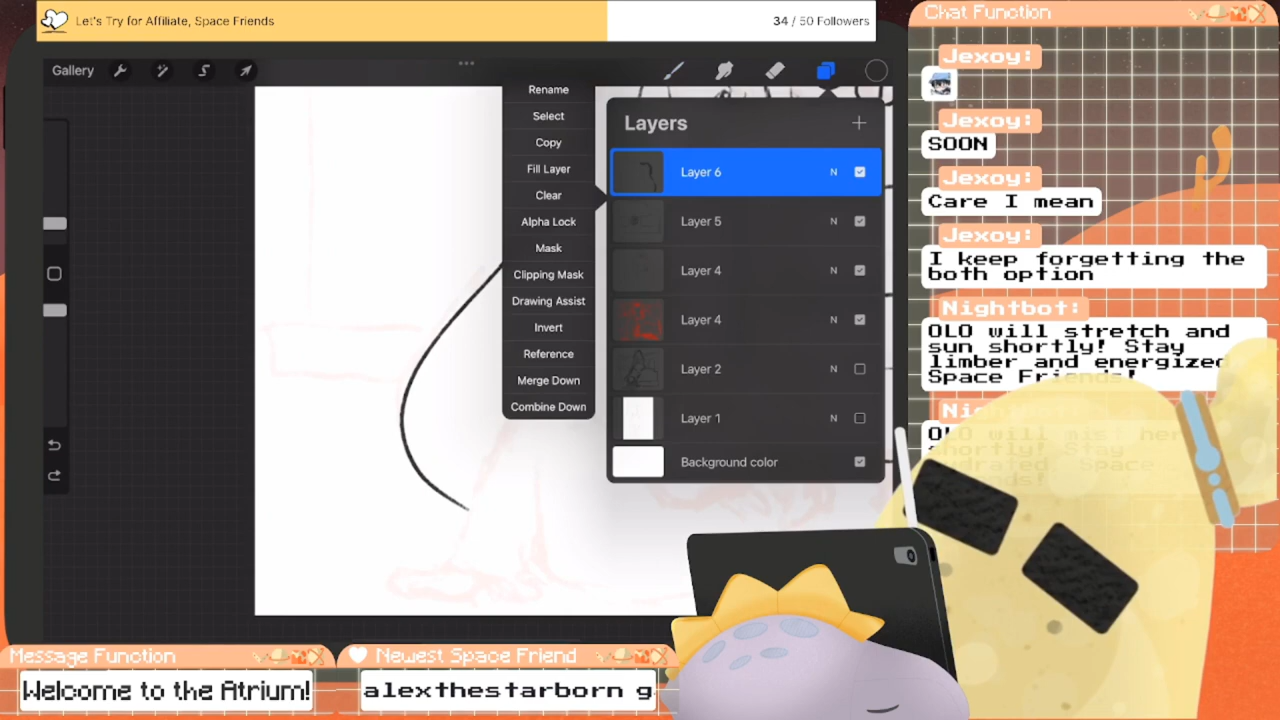 Let's Try for Affiliate, Space Friends
34 / 50 Followers
Chat Function
Gallery
Rename
Select
Copy
Fill Layer
Clear
Alpha Lock
Mask
Clipping Mask
Drawing Assist
Invert
Reference
Merge Down
Combine Down
Layers
Layer 6 N
Layer 5 N
Layer 4 N
Layer 4 N
Layer 2 N
Layer 1 N
Background color
Jexoy:
Jexoy:
SOON
Jexoy:
Care I mean
Jexoy:
I keep forgetting the
both option
Nightbot:
OLO will stretch and
sun shortly! Stay
limber and energized
Space Friends!
OLO will
shortly! Stay
Space
Message Function
Welcome to the Atrium!
Newest Space Friend
alexthestarborn g